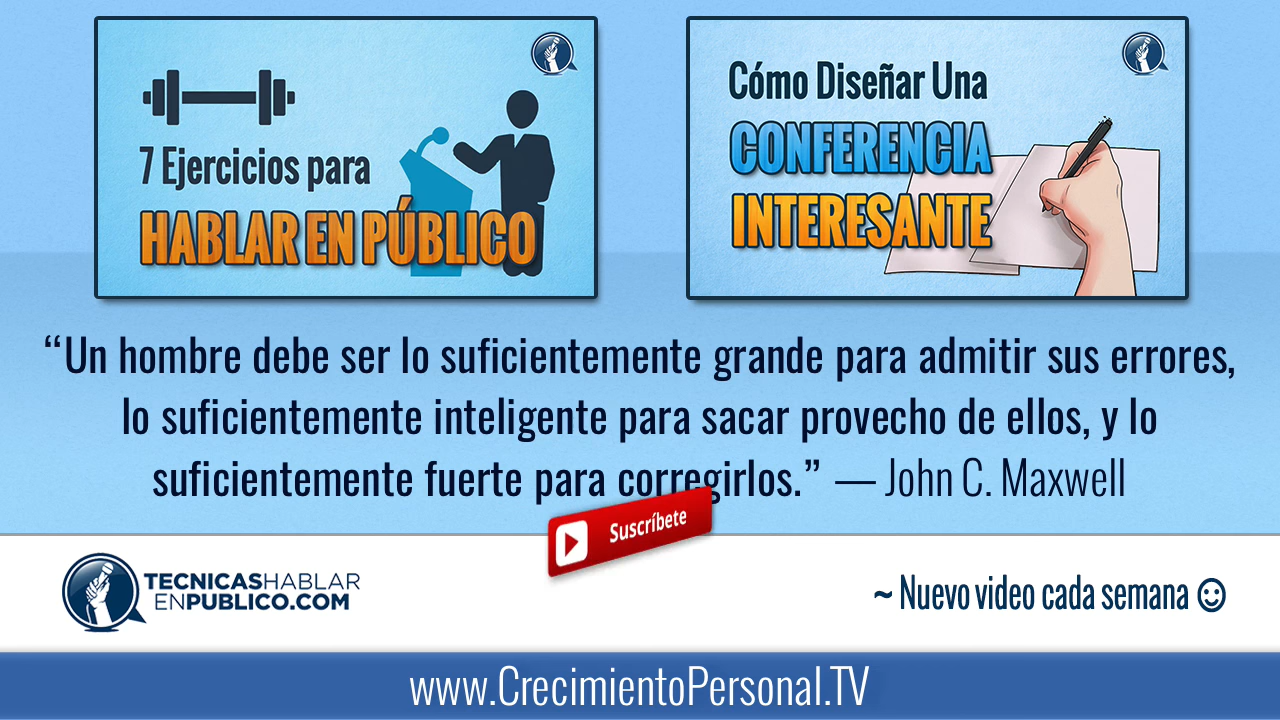 7 Ejercicios para
HABLAR EN PÚBLICO
Cómo Diseñar Una
CONFERENCIA
INTERESANTE
“Un hombre debe ser lo suficientemente grande para admitir sus errores,
lo suficientemente inteligente para sacar provecho de ellos, y lo
suficientemente fuerte para corregirlos.” — John C. Maxwell
Suscríbete
TECNICASHABLAR
ENPUBLICO.COM
~ Nuevo video cada semana ☺
www.CrecimientoPersonal.TV